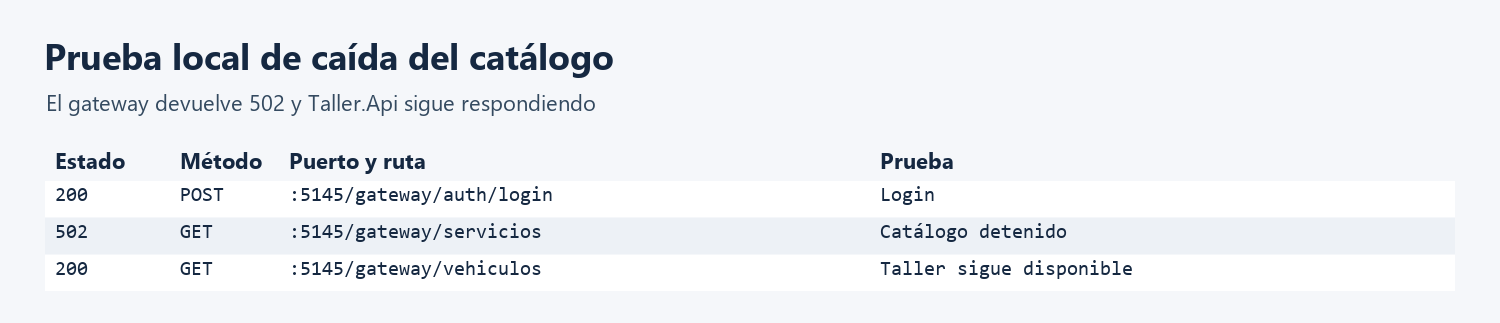 Prueba local de caída del catálogo
El gateway devuelve 502 y Taller.Api sigue respondiendo
Estado Método Puerto y ruta Prueba
200 POST :5145/gateway/auth/login Login
502 GET :5145/gateway/servicios Catálogo detenido
200 GET :5145/gateway/vehiculos Taller sigue disponible